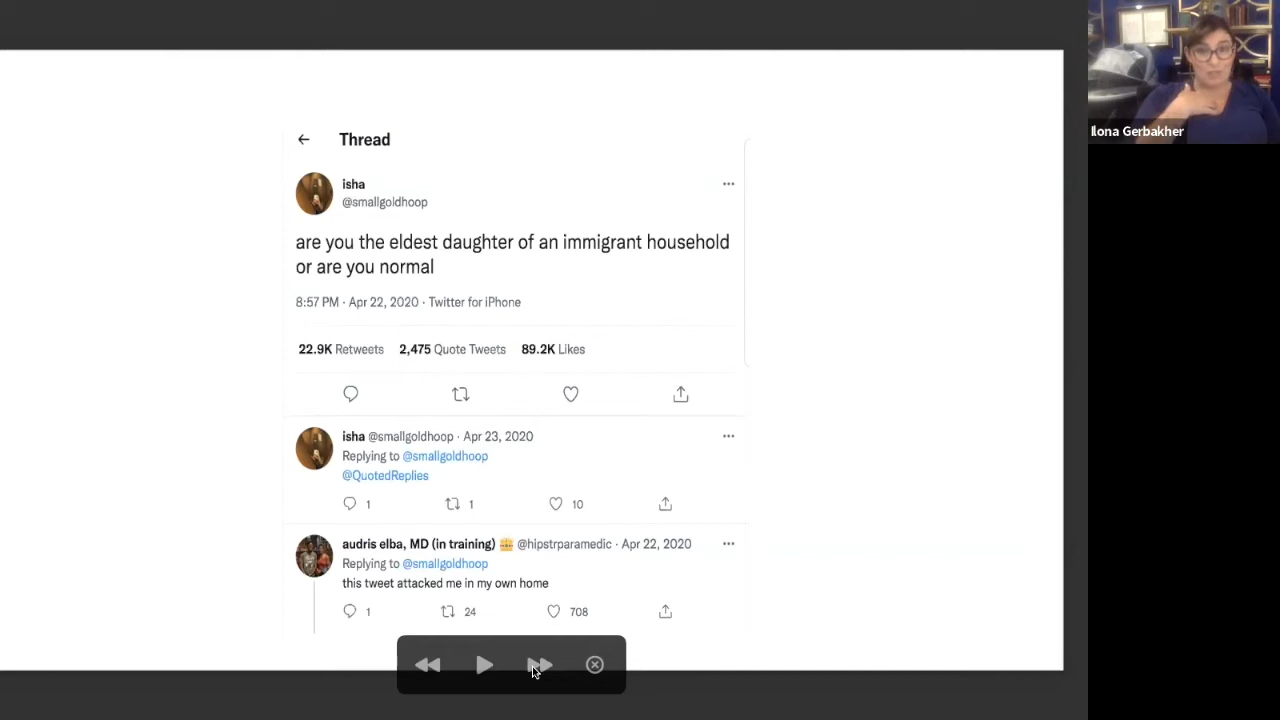 Thread
isha
@smallgoldhoop
are you the eldest daughter of an immigrant household
or are you normal
8:57 PM · Apr 22, 2020 · Twitter for iPhone
22.9K Retweets 2,475 Quote Tweets 89.2K Likes
isha @smallgoldhoop · Apr 23, 2020
Replying to @smallgoldhoop
@QuotedReplies
1 1 10
audris elba, MD (in training) @hipstrparamedic · Apr 22, 2020
Replying to @smallgoldhoop
this tweet attacked me in my own home
1 24 708
Ilona Gerbakher